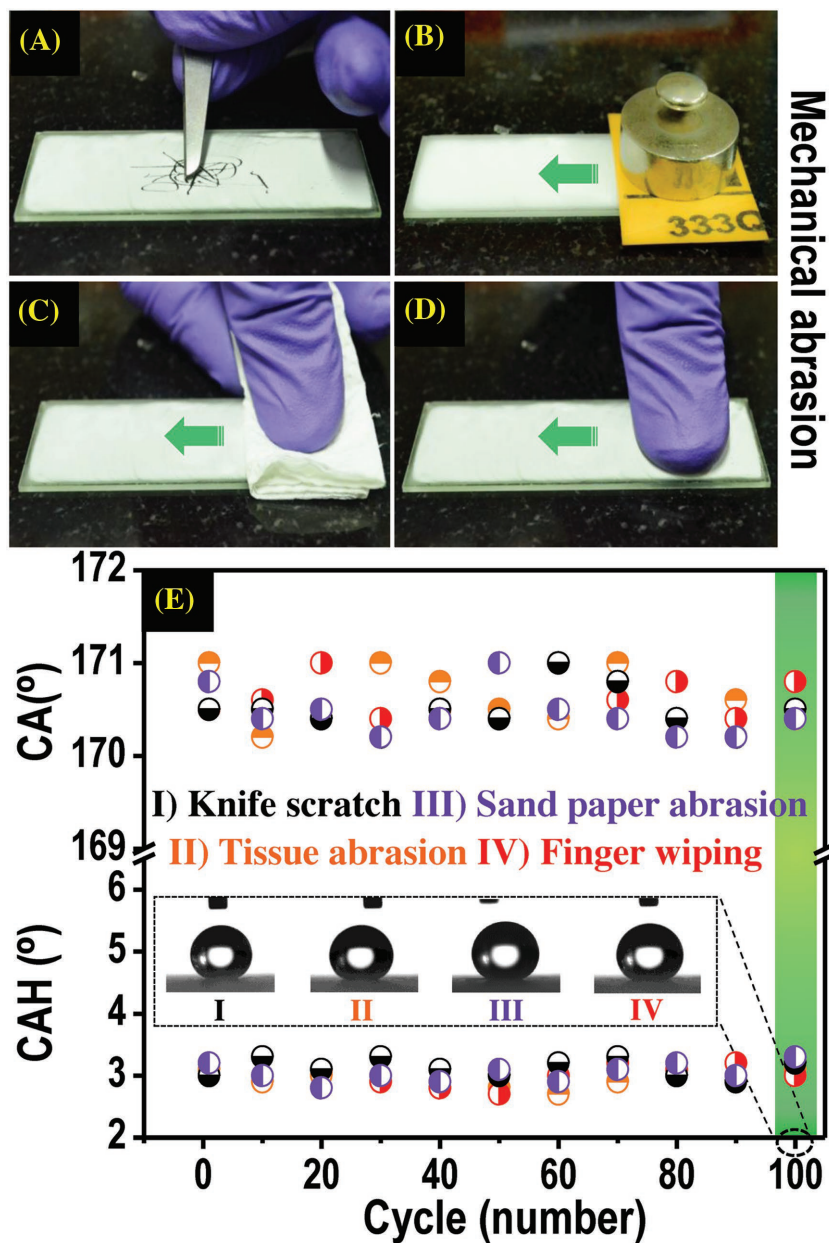 (A)
(B)
333Q
(C)
(D)
Mechanical abrasion
(E)
172
171
170
169
CA(º)
I) Knife scratch III) Sand paper abrasion
II) Tissue abrasion IV) Finger wiping
6
5
4
3
2
CAH (º)
I II III IV
0 20 40 60 80 100
Cycle (number)